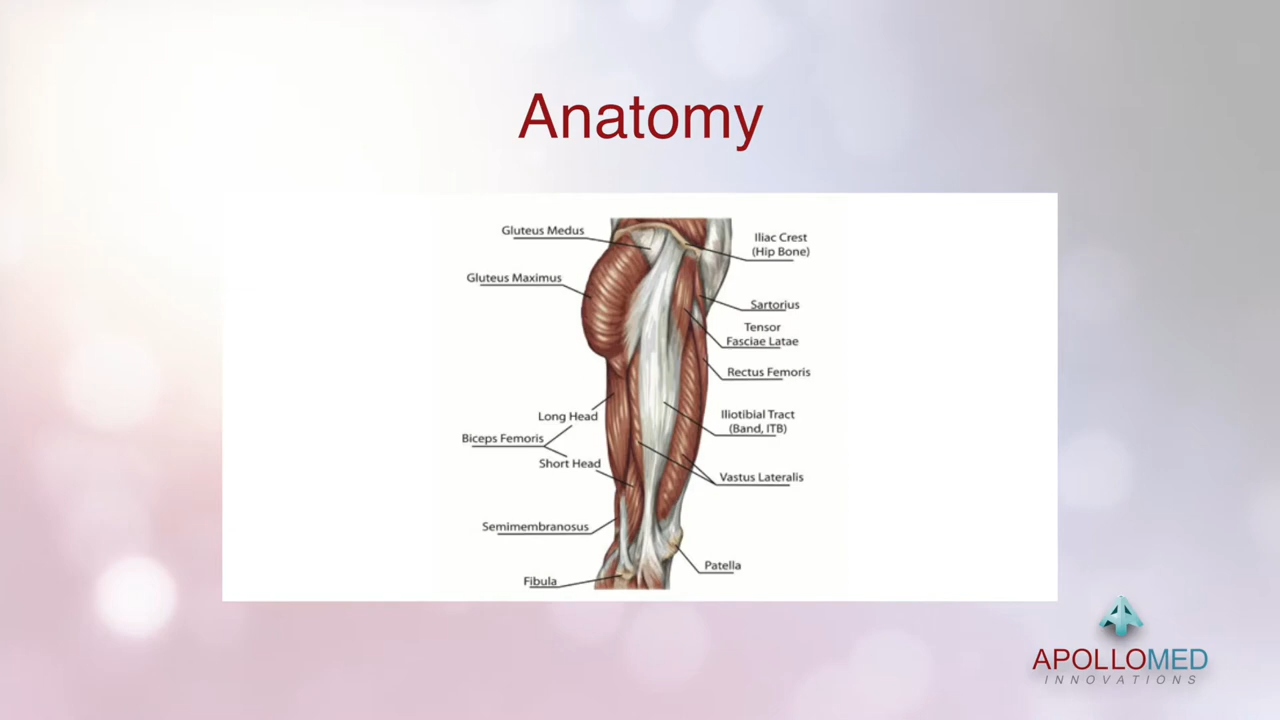 Anatomy
Gluteus Medus
Iliac Crest
(Hip Bone)
Gluteus Maximus
Sartorius
Tensor
Fasciae Latae
Rectus Femoris
Long Head
Iliotibial Tract
(Band, ITB)
Biceps Femoris
Short Head
Vastus Lateralis
Semimembranosus
Patella
Fibula
APOLLOMED
INNOVATIONS